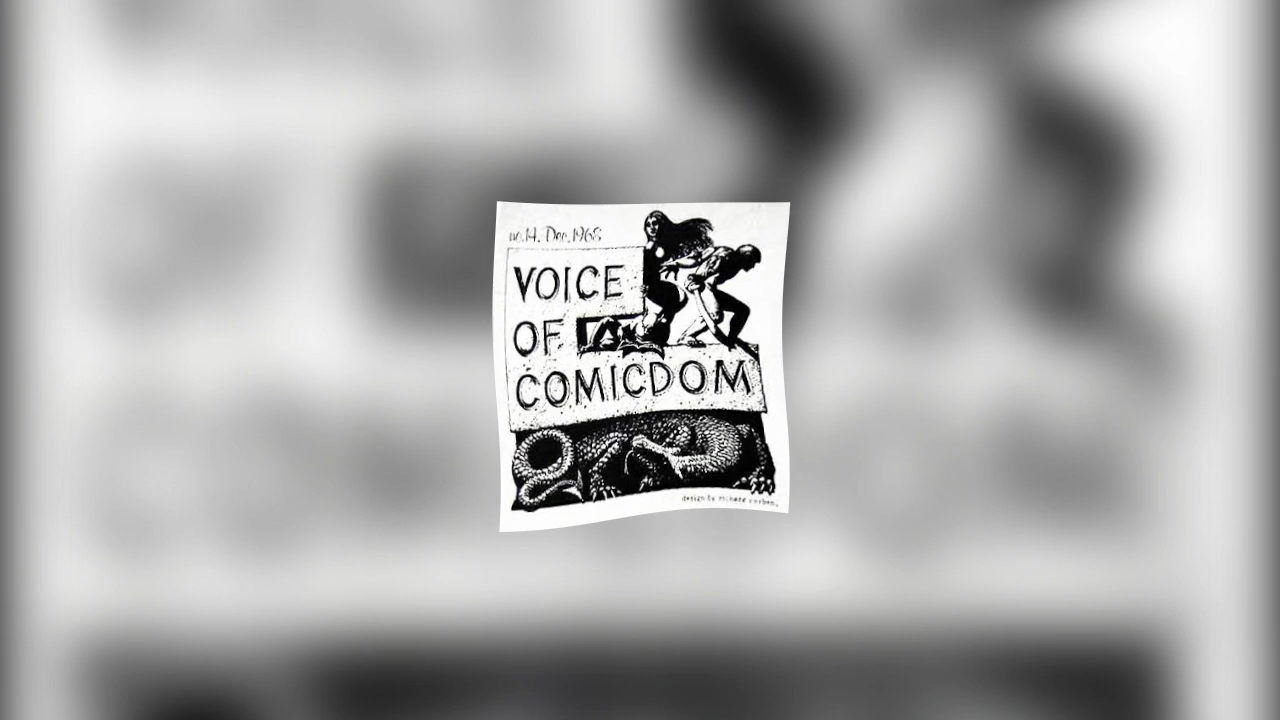 no.14. Dec. 1968
VOICE
OF
COMICDOM
design by richard corben.